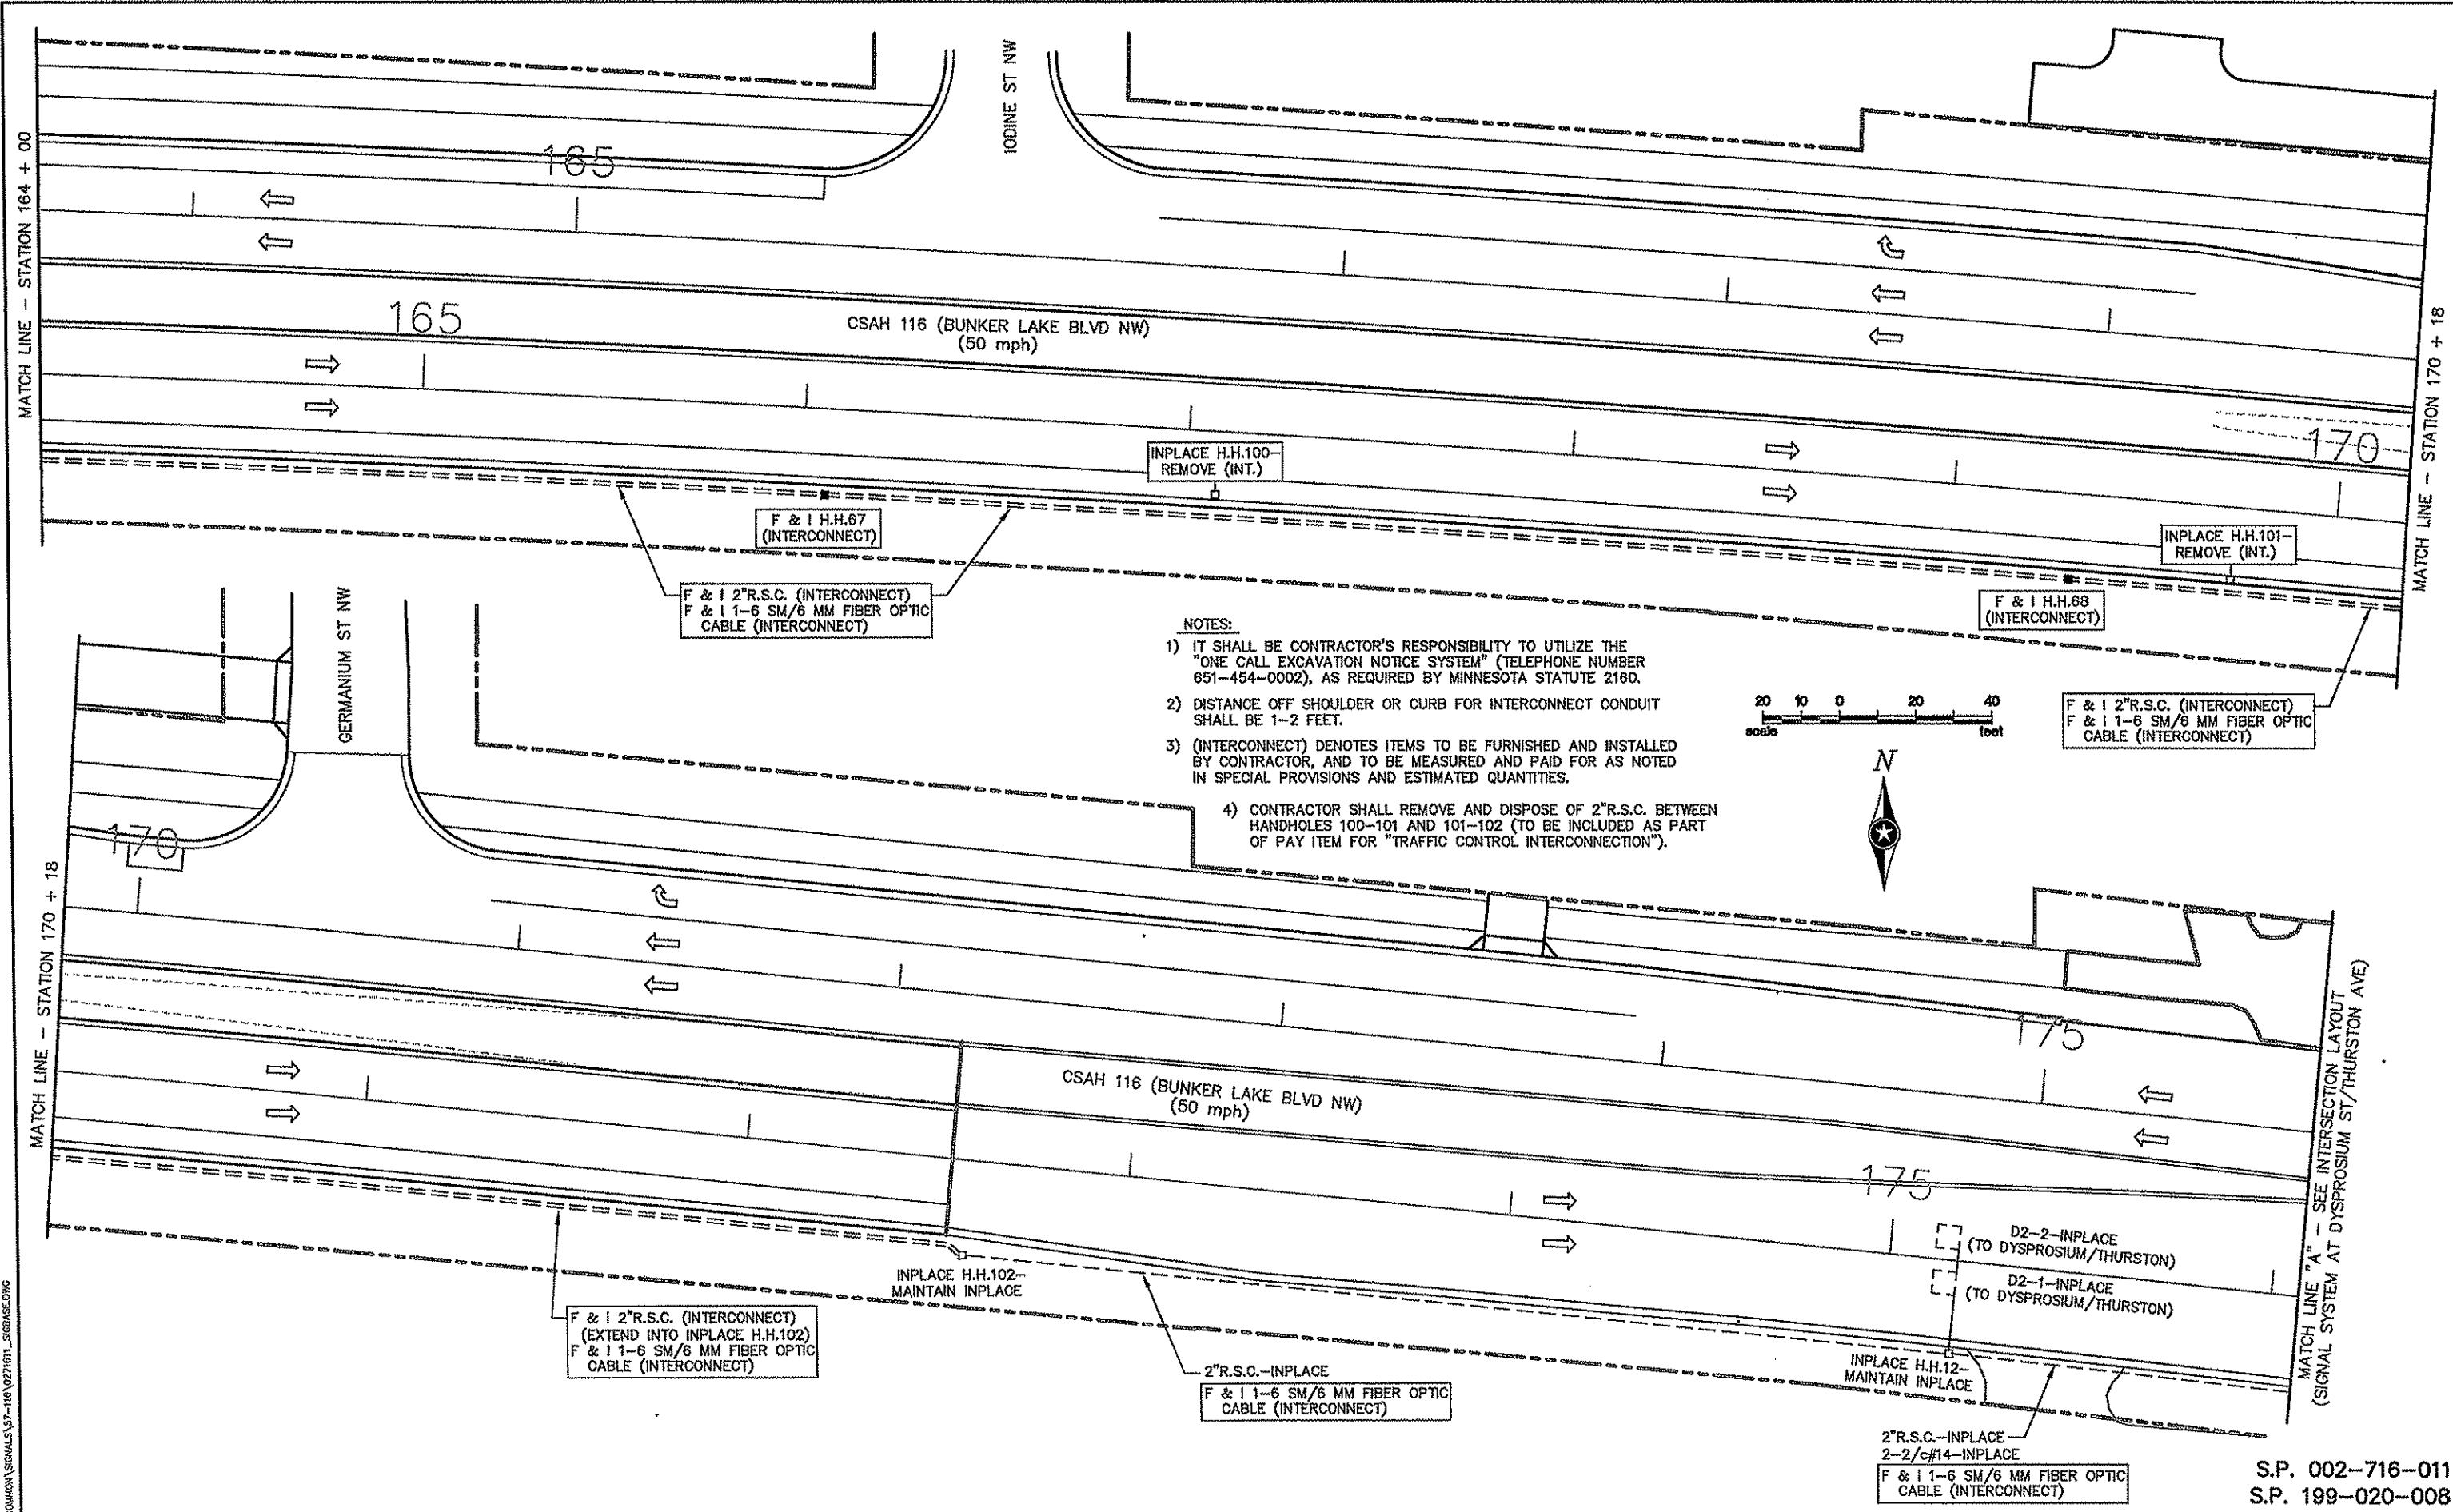 IODINE ST NW
MATCH LINE - STATION 164 + 00
165
165
CSAH 116 (BUNKER LAKE BLVD NW)
(50 mph)
170
MATCH LINE - STATION 170 + 18
INPLACE H.H.100-
REMOVE (INT.)
F & I H.H.67
(INTERCONNECT)
INPLACE H.H.101-
REMOVE (INT.)
F & I H.H.68
(INTERCONNECT)
F & I 2"R.S.C. (INTERCONNECT)
F & I 1-6 SM/6 MM FIBER OPTIC
CABLE (INTERCONNECT)
NOTES:
1) IT SHALL BE CONTRACTOR'S RESPONSIBILITY TO UTILIZE THE
"ONE CALL EXCAVATION NOTICE SYSTEM" (TELEPHONE NUMBER
651-454-0002), AS REQUIRED BY MINNESOTA STATUTE 216D.
2) DISTANCE OFF SHOULDER OR CURB FOR INTERCONNECT CONDUIT
SHALL BE 1-2 FEET.
3) (INTERCONNECT) DENOTES ITEMS TO BE FURNISHED AND INSTALLED
BY CONTRACTOR, AND TO BE MEASURED AND PAID FOR AS NOTED
IN SPECIAL PROVISIONS AND ESTIMATED QUANTITIES.
4) CONTRACTOR SHALL REMOVE AND DISPOSE OF 2"R.S.C. BETWEEN
HANDHOLES 100-101 AND 101-102 (TO BE INCLUDED AS PART
OF PAY ITEM FOR "TRAFFIC CONTROL INTERCONNECTION").
20 10 0 20 40
scale feet
N
F & I 2"R.S.C. (INTERCONNECT)
F & I 1-6 SM/6 MM FIBER OPTIC
CABLE (INTERCONNECT)
GERMANIUM ST NW
170
MATCH LINE - STATION 170 + 18
CSAH 116 (BUNKER LAKE BLVD NW)
(50 mph)
175
175
D2-2-INPLACE
(TO DYSPROSIUM/THURSTON)
D2-1-INPLACE
(TO DYSPROSIUM/THURSTON)
MATCH LINE "A" - SEE INTERSECTION LAYOUT
(SIGNAL SYSTEM AT DYSPROSIUM ST/THURSTON AVE)
INPLACE H.H.102-
MAINTAIN INPLACE
F & I 2"R.S.C. (INTERCONNECT)
(EXTEND INTO INPLACE H.H.102)
F & I 1-6 SM/6 MM FIBER OPTIC
CABLE (INTERCONNECT)
2"R.S.C.-INPLACE
F & I 1-6 SM/6 MM FIBER OPTIC
CABLE (INTERCONNECT)
INPLACE H.H.12-
MAINTAIN INPLACE
2"R.S.C.-INPLACE
2-2/c#14-INPLACE
F & I 1-6 SM/6 MM FIBER OPTIC
CABLE (INTERCONNECT)
S.P. 002-716-011
S.P. 199-020-008